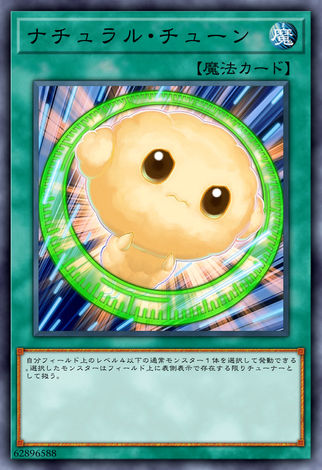 ナチュラル・チューン
魔
【魔法カード】
自分フィールド上のレベル４以下の通常モンスター１体を選択して発動できる
。選択したモンスターはフィールド上に表側表示で存在する限りチューナーと
して扱う。
62896588